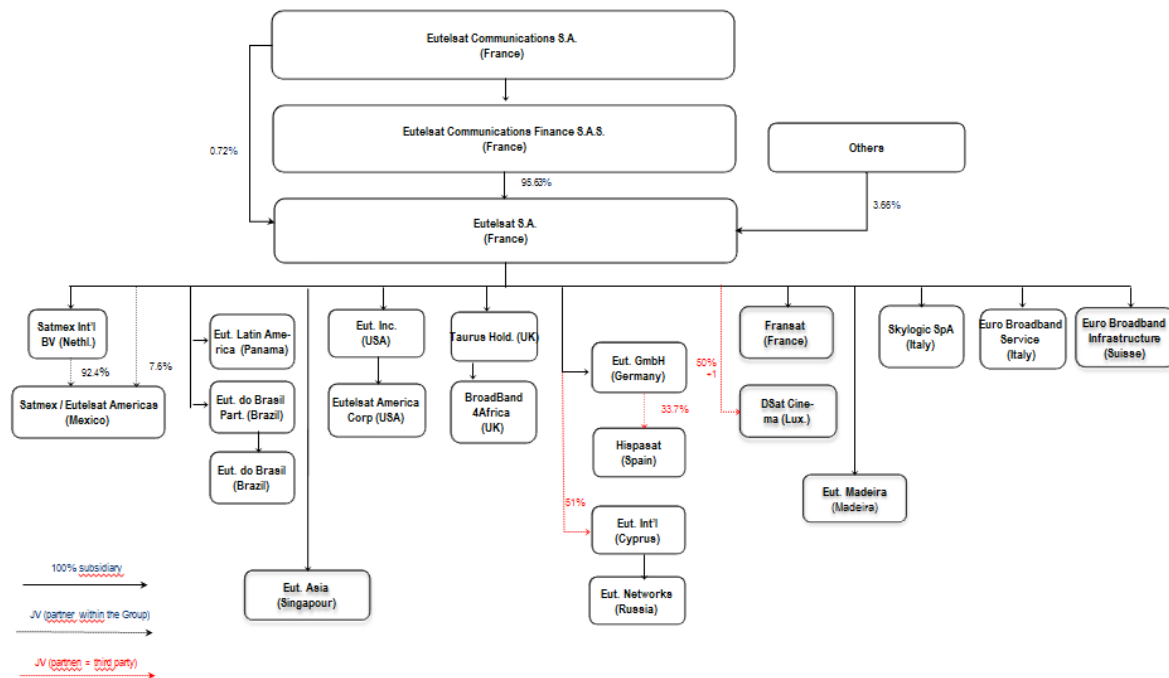 Eutelsat Communications S.A.
(France)
Eutelsat Communications Finance S.A.S.
(France)
Others
0.72%
95.63%
3.66%
Eutelsat S.A.
(France)
Satmex Int'l
BV (Nethl.)
92.4%
7.6%
Satmex / Eutelsat Americas
(Mexico)
Eut. Latin Ame-
rica (Panama)
Eut. do Brasil
Part. (Brazil)
Eut. do Brasil
(Brazil)
Eut. Asia
(Singapour)
Eut. Inc.
(USA)
Eutelsat America
Corp (USA)
Taurus Hold. (UK)
BroadBand
4Africa
(UK)
Eut. GmbH
(Germany)
33.7%
Hispasat
(Spain)
51%
Eut. Int'l
(Cyprus)
Eut. Networks
(Russia)
Fransat
(France)
50%
+1
DSat Cine-
ma (Lux.)
Eut. Madeira
(Madeira)
Skylogic SpA
(Italy)
Euro Broadband
Service
(Italy)
Euro Broadband
Infrastructure
(Suisse)
100% subsidiary
JV (partner within the Group)
JV (partner = third party)